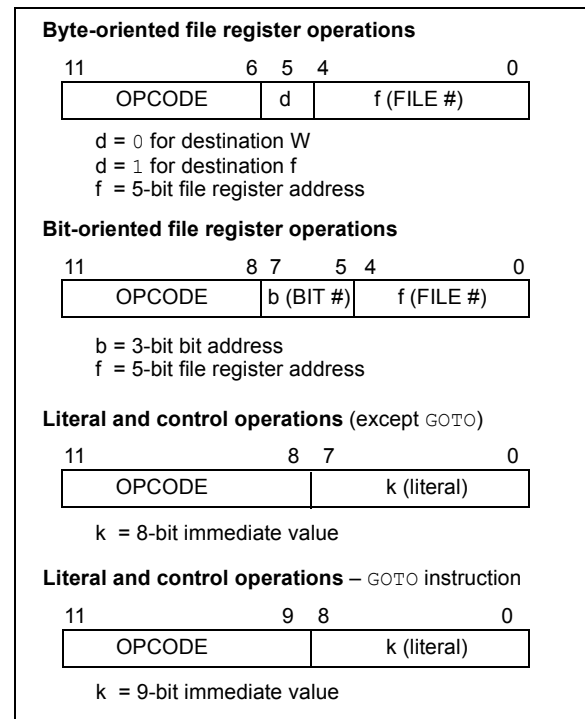 Byte-oriented file register operations
11 6 5 4 0
OPCODE d f (FILE #)
d = 0 for destination W
d = 1 for destination f
f = 5-bit file register address
Bit-oriented file register operations
11 8 7 5 4 0
OPCODE b (BIT #) f (FILE #)
b = 3-bit bit address
f = 5-bit file register address
Literal and control operations (except GOTO)
11 8 7 0
OPCODE k (literal)
k = 8-bit immediate value
Literal and control operations – GOTO instruction
11 9 8 0
OPCODE k (literal)
k = 9-bit immediate value